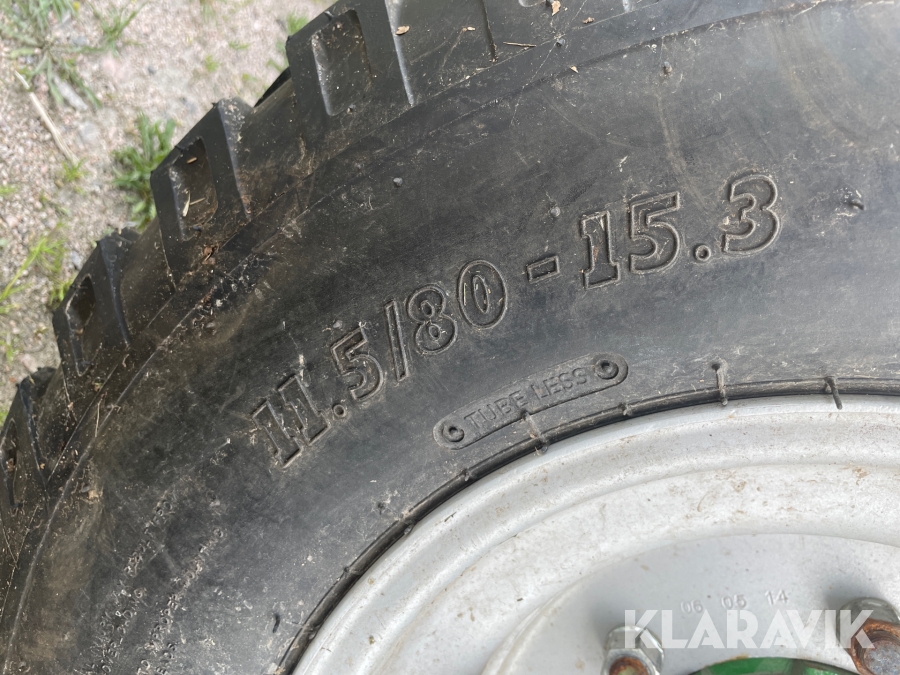 11.5/80-15.3
TUBE LESS
06 05 14
KLARAVIK